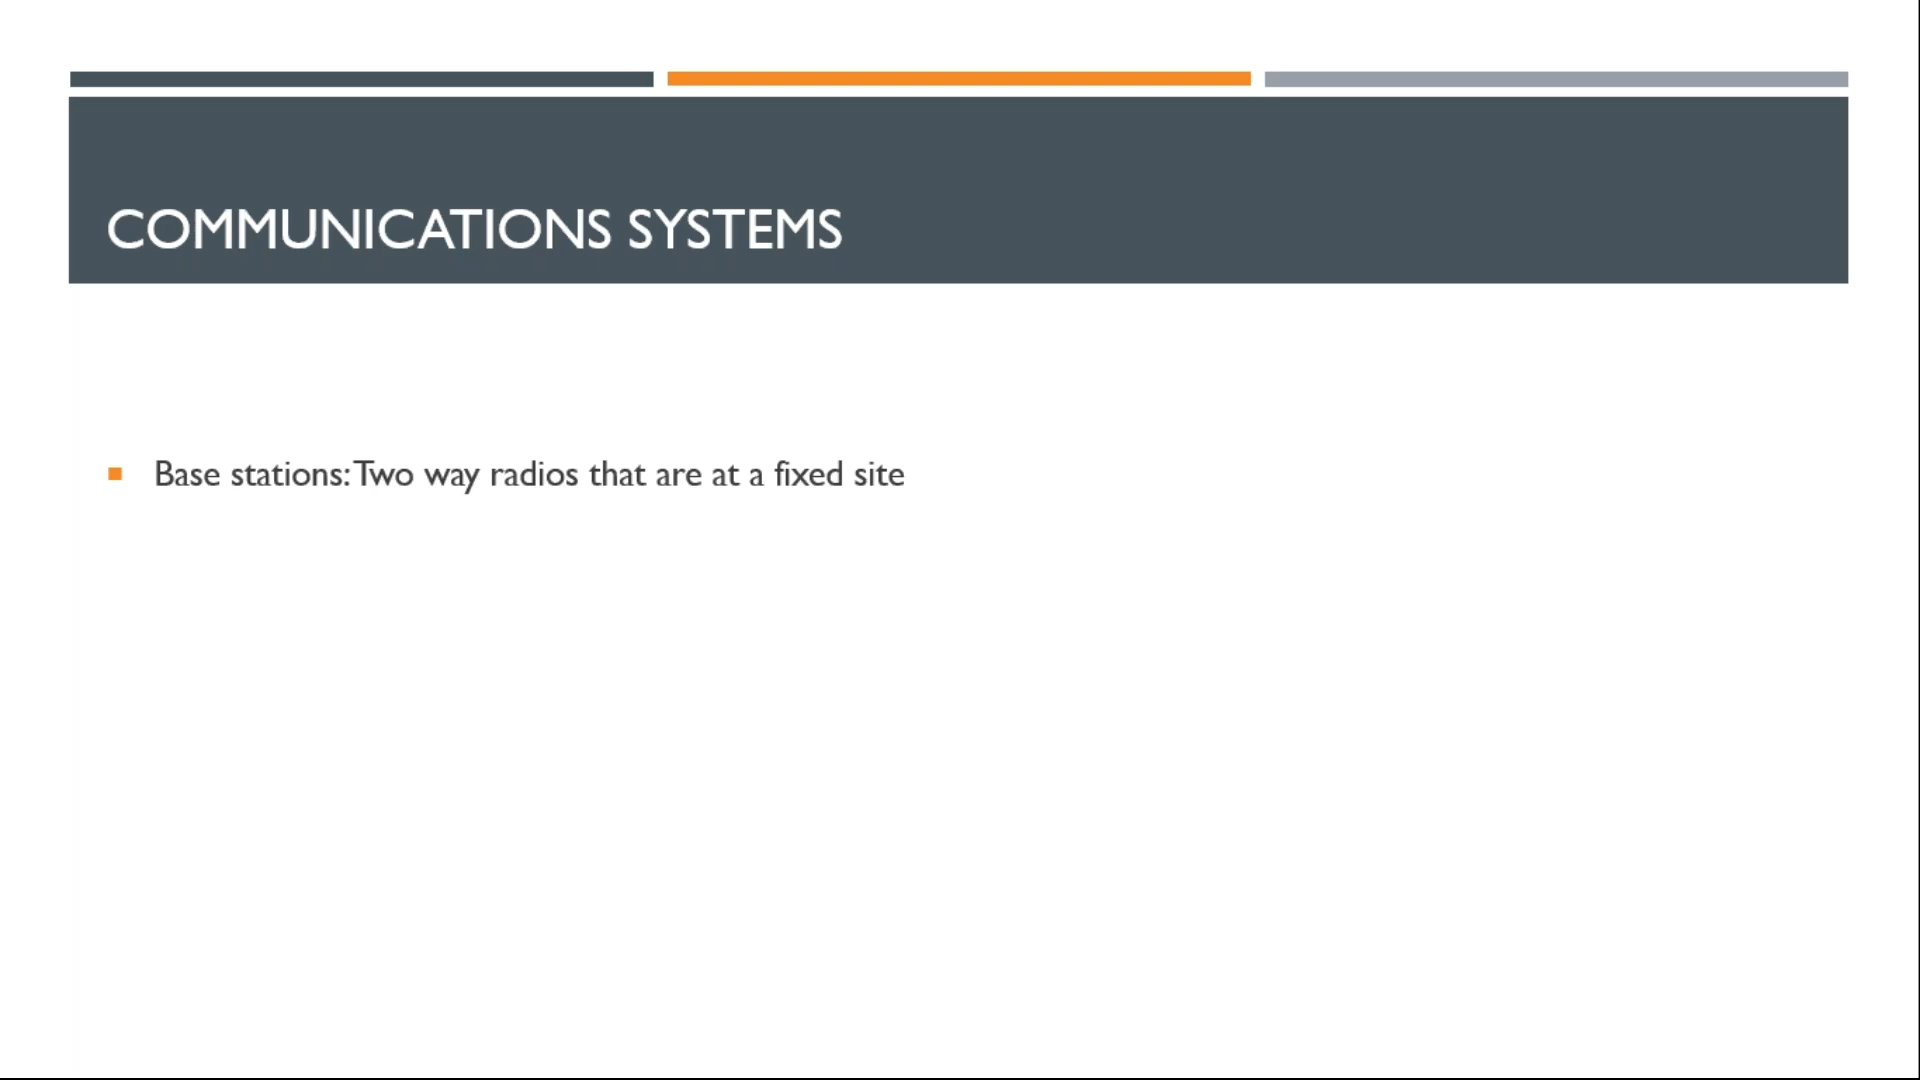 COMMUNICATIONS SYSTEMS
Base stations: Two way radios that are at a fixed site